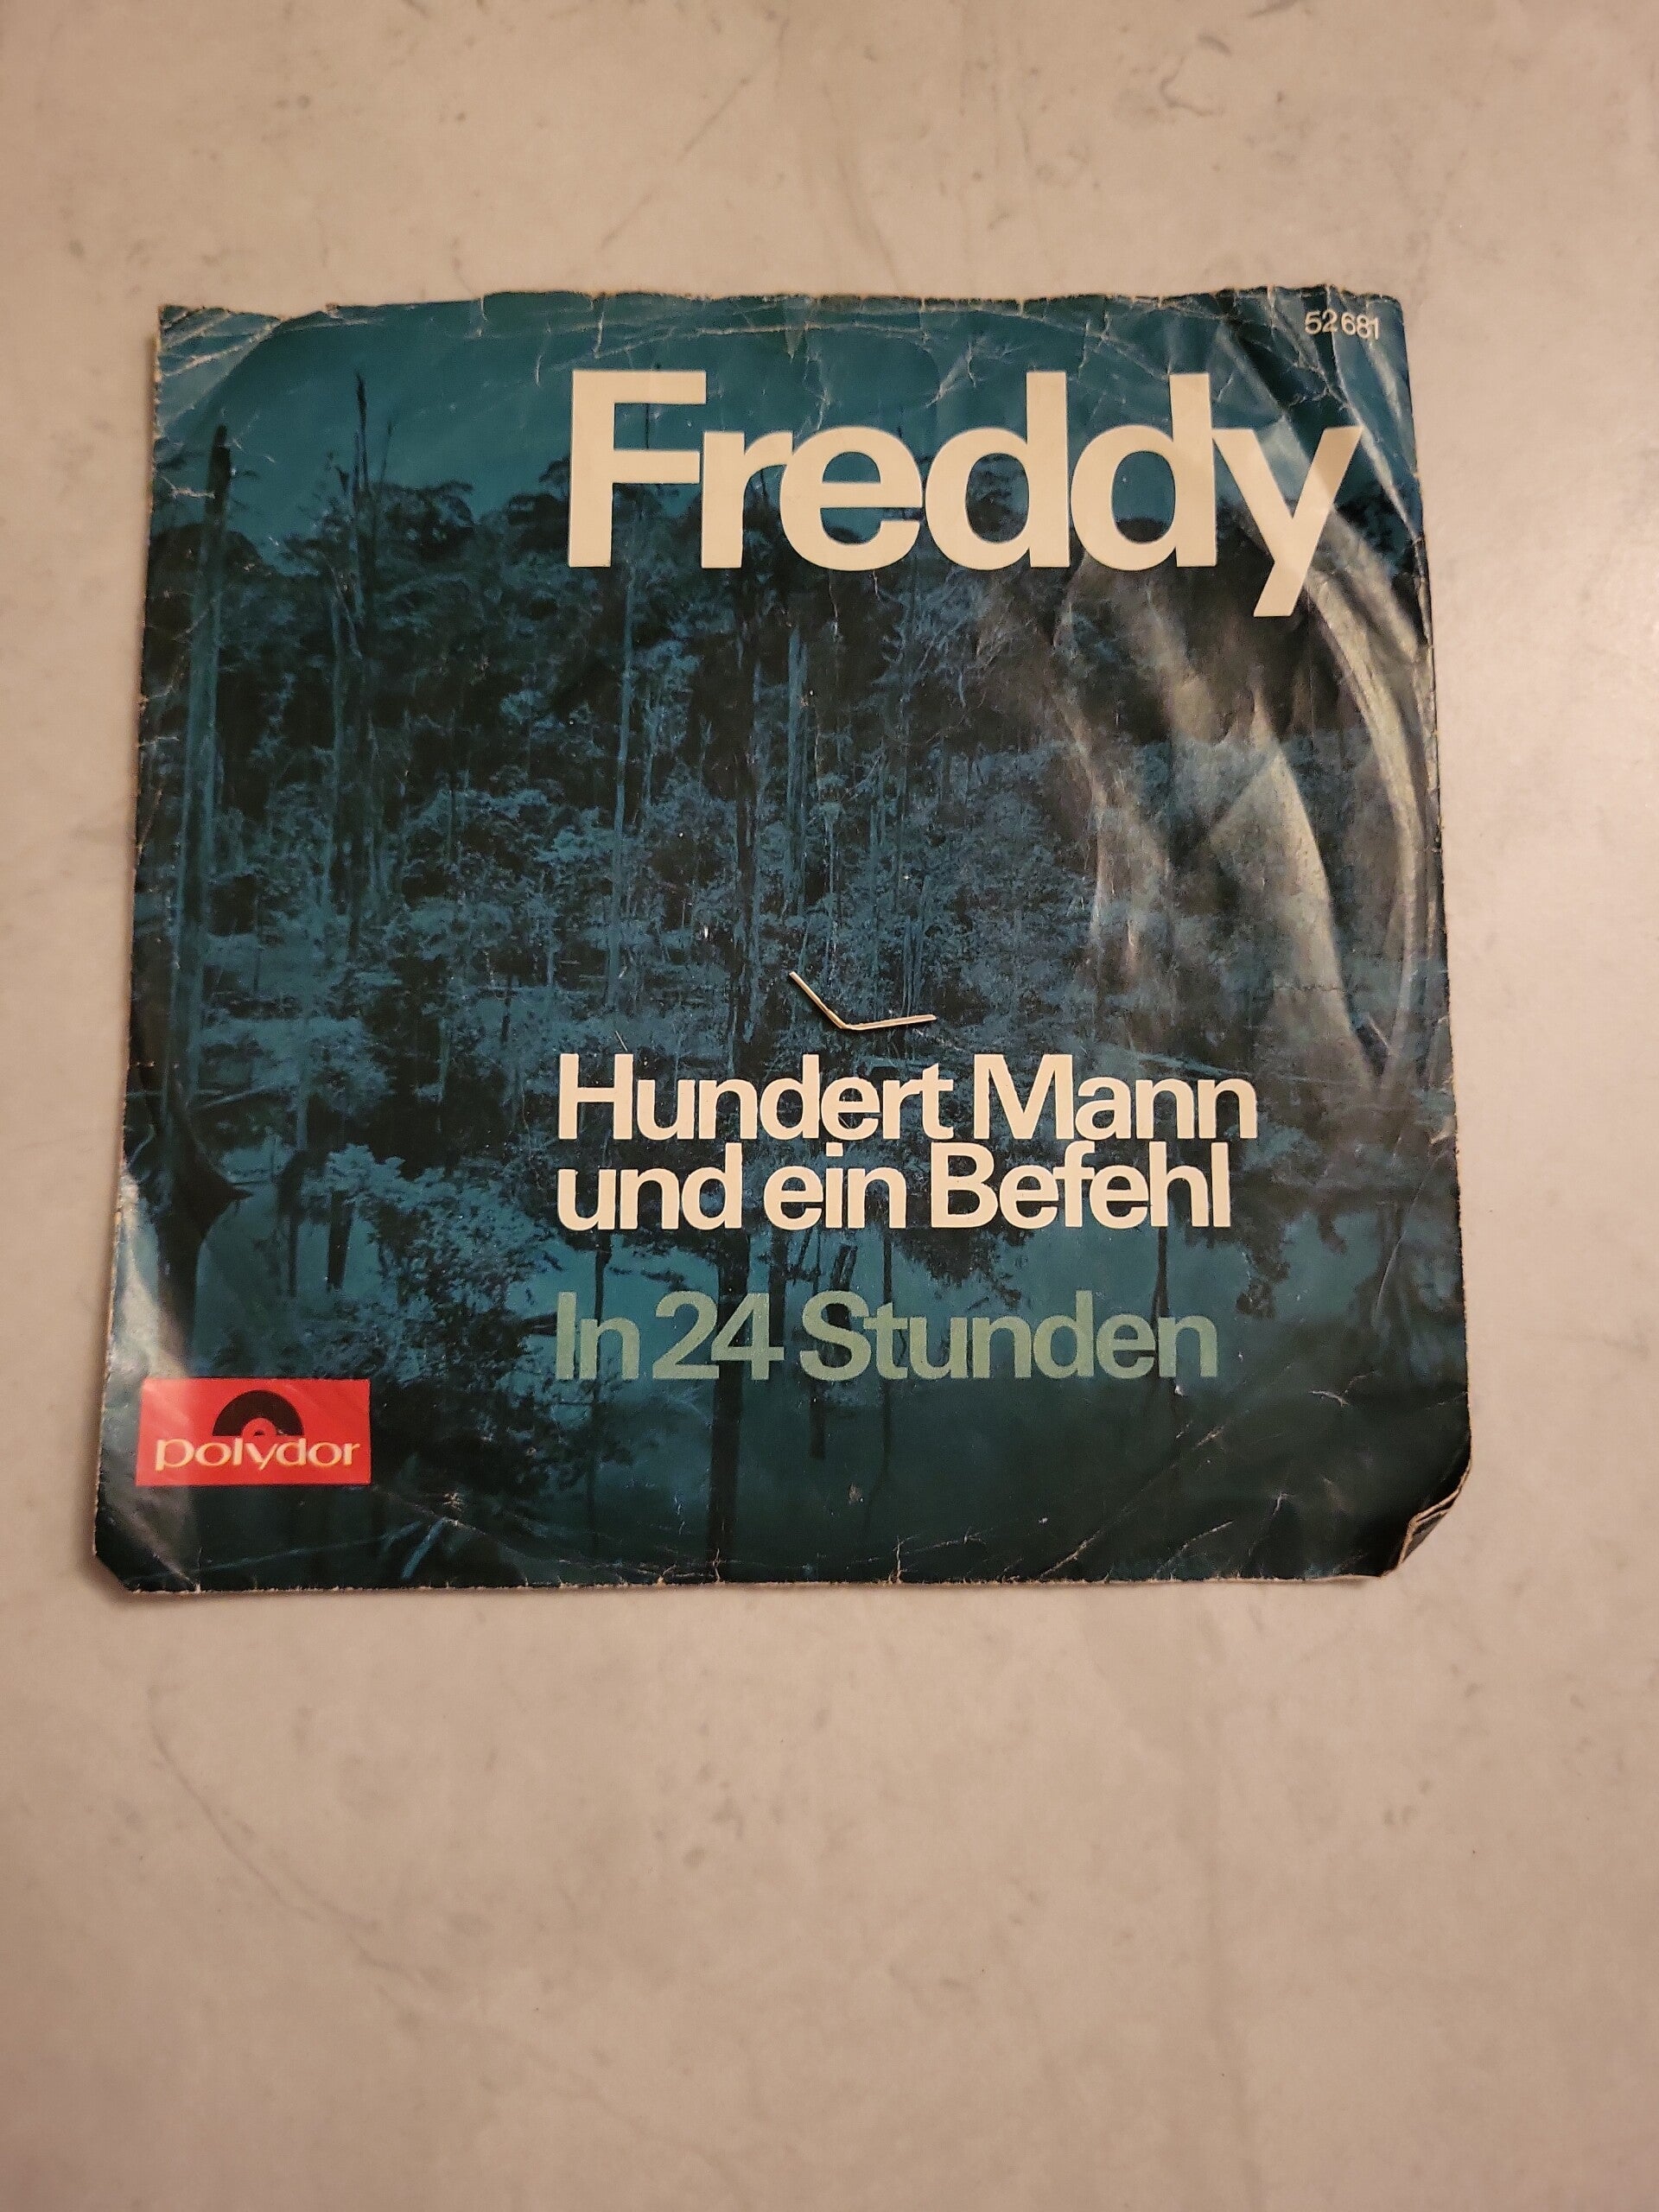 52 681
Freddy
Hundert Mann
und ein Befehl
In 24 Stunden
polydor